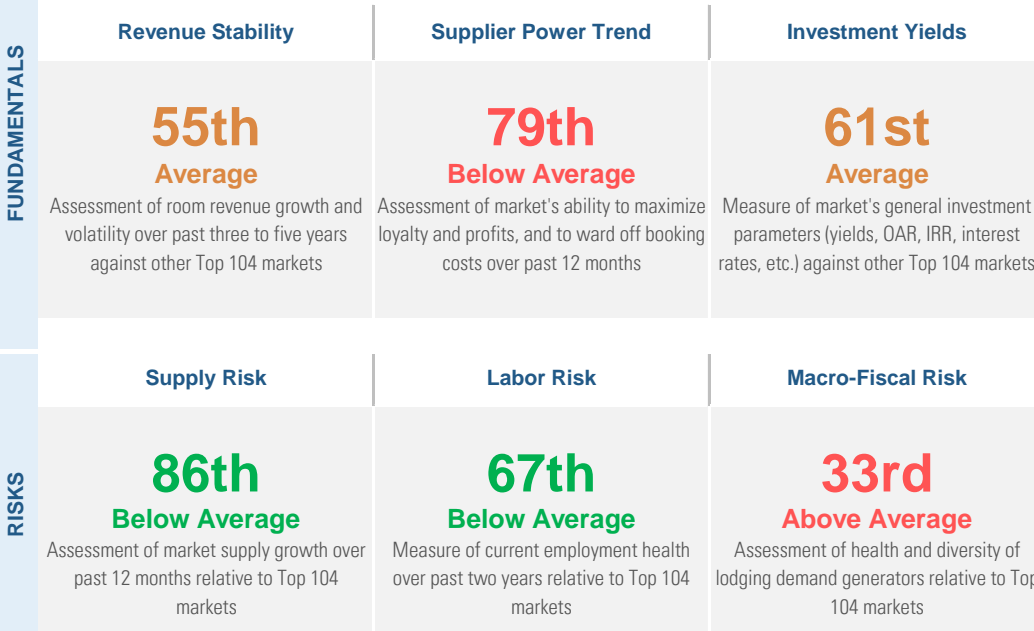 FUNDAMENTALS
Revenue Stability
55th
Average
Assessment of room revenue growth and
volatility over past three to five years
against other Top 104 markets
Supplier Power Trend
79th
Below Average
Assessment of market's ability to maximize
loyalty and profits, and to ward off booking
costs over past 12 months
Investment Yields
61st
Average
Measure of market's general investment
parameters (yields, OAR, IRR, interest
rates, etc.) against other Top 104 markets
RISKS
Supply Risk
86th
Below Average
Assessment of market supply growth over
past 12 months relative to Top 104
markets
Labor Risk
67th
Below Average
Measure of current employment health
over past two years relative to Top 104
markets
Macro-Fiscal Risk
33rd
Above Average
Assessment of health and diversity of
lodging demand generators relative to Top
104 markets